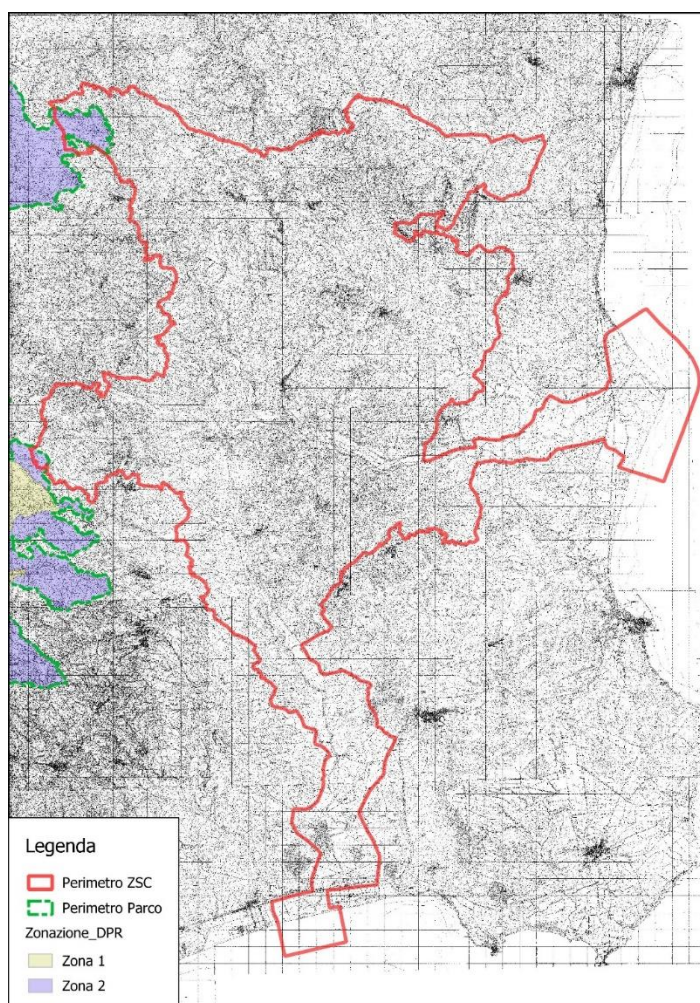 Legenda
Perimetro ZSC
Perimetro Parco
Zonazione_DPR
Zona 1
Zona 2